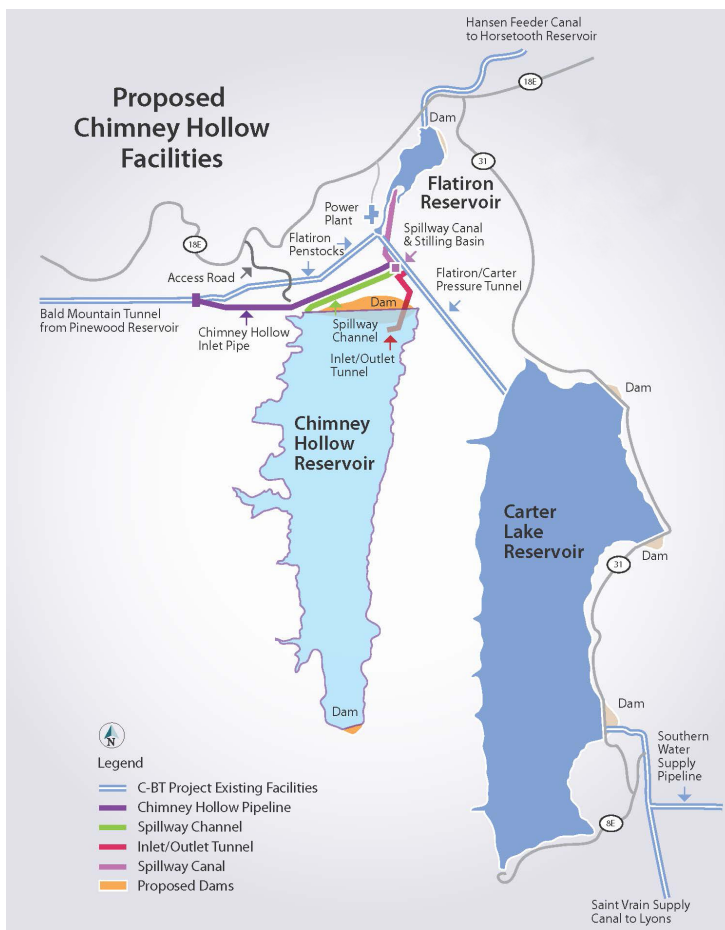 Hansen Feeder Canal
to Horsetooth Reservoir
18E
Proposed
Chimney Hollow
Facilities
Dam
31
Flatiron
Reservoir
Power
Plant
Spillway Canal
& Stilling Basin
18E
Flatiron
Penstocks
Access Road
Flatiron/Carter
Pressure Tunnel
Bald Mountain Tunnel
from Pinewood Reservoir
Dam
Chimney Hollow
Inlet Pipe
Spillway
Channel
Inlet/Outlet
Tunnel
Dam
Chimney
Hollow
Reservoir
Carter
Lake
Reservoir
Dam
31
Dam
Dam
Southern
Water
Supply
Pipeline
N
Legend
C-BT Project Existing Facilities
Chimney Hollow Pipeline
Spillway Channel
Inlet/Outlet Tunnel
Spillway Canal
Proposed Dams
8E
Saint Vrain Supply
Canal to Lyons